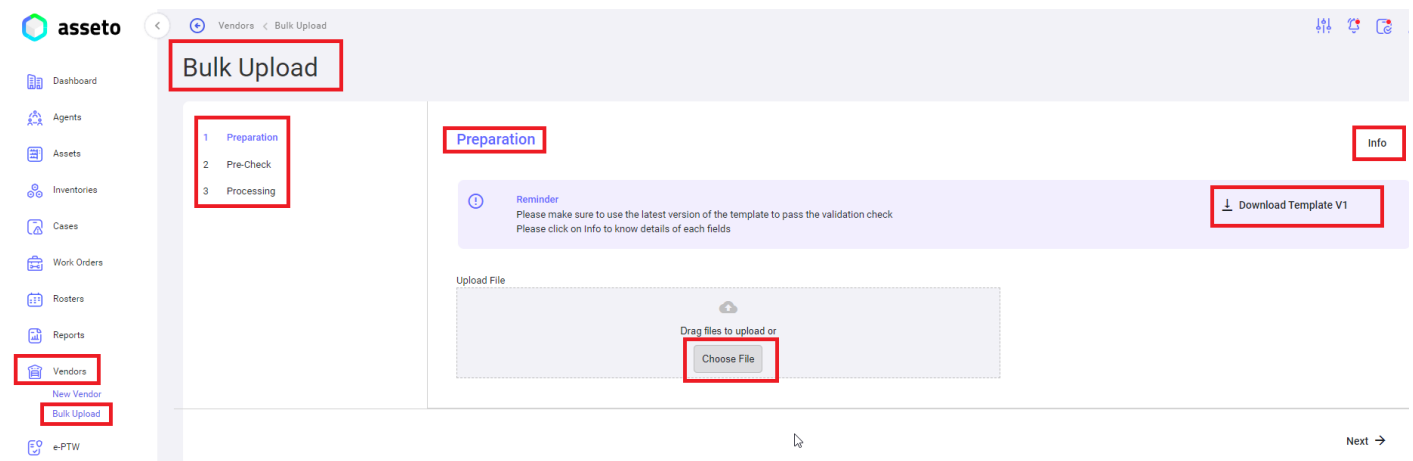 asseto
Dashboard
Agents
Assets
Inventories
Cases
Work Orders
Rosters
Reports
Vendors
New Vendor
Bulk Upload
e-PTW
Vendors < Bulk Upload
Bulk Upload
1 Preparation
2 Pre-Check
3 Processing
Preparation
Info
Reminder
Please make sure to use the latest version of the template to pass the validation check
Please click on Info to know details of each fields
Download Template V1
Upload File
Drag files to upload or
Choose File
Next →